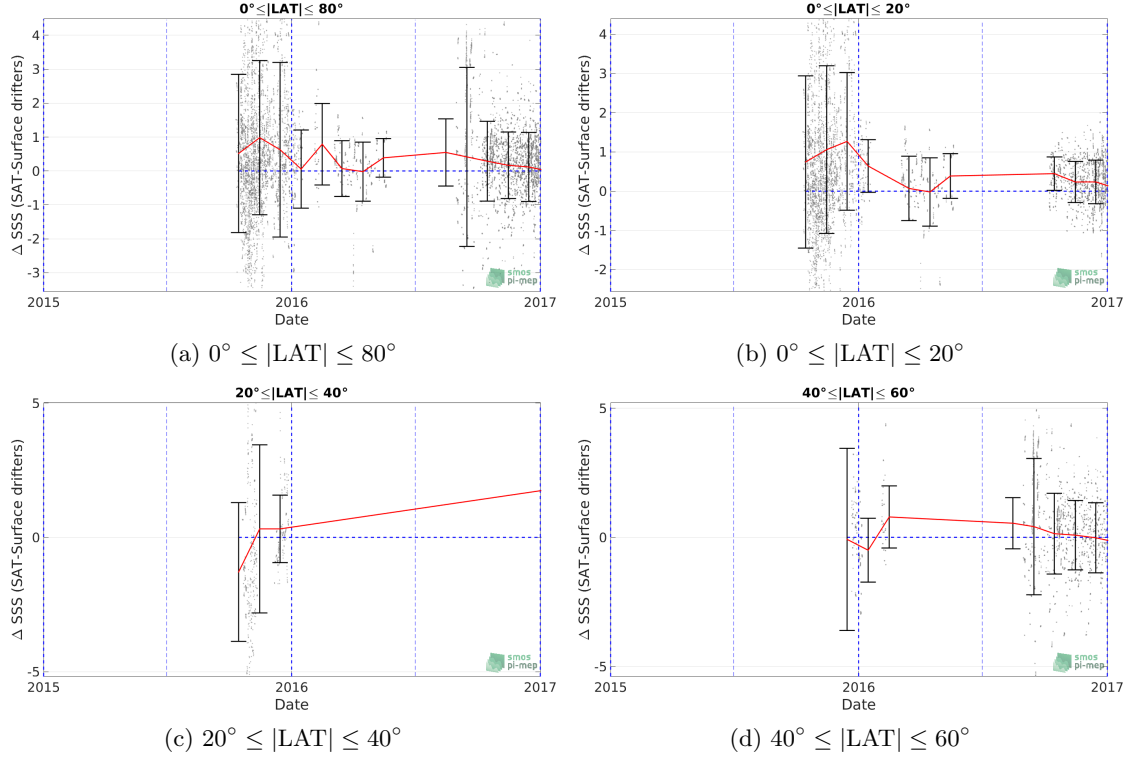 0°≤|LAT|≤ 80°
Δ SSS (SAT-Surface drifters)
4
3
2
1
0
-1
-2
-3
2015
2016
2017
Date
smos
pi-mep
(a) 0° ≤ |LAT| ≤ 80°
0°≤|LAT|≤ 20°
Δ SSS (SAT-Surface drifters)
4
3
2
1
0
-1
-2
2015
2016
2017
Date
smos
pi-mep
(b) 0° ≤ |LAT| ≤ 20°
20°≤|LAT|≤ 40°
Δ SSS (SAT-Surface drifters)
5
0
-5
2015
2016
2017
Date
smos
pi-mep
(c) 20° ≤ |LAT| ≤ 40°
40°≤|LAT|≤ 60°
Δ SSS (SAT-Surface drifters)
5
0
-5
2015
2016
2017
Date
smos
pi-mep
(d) 40° ≤ |LAT| ≤ 60°